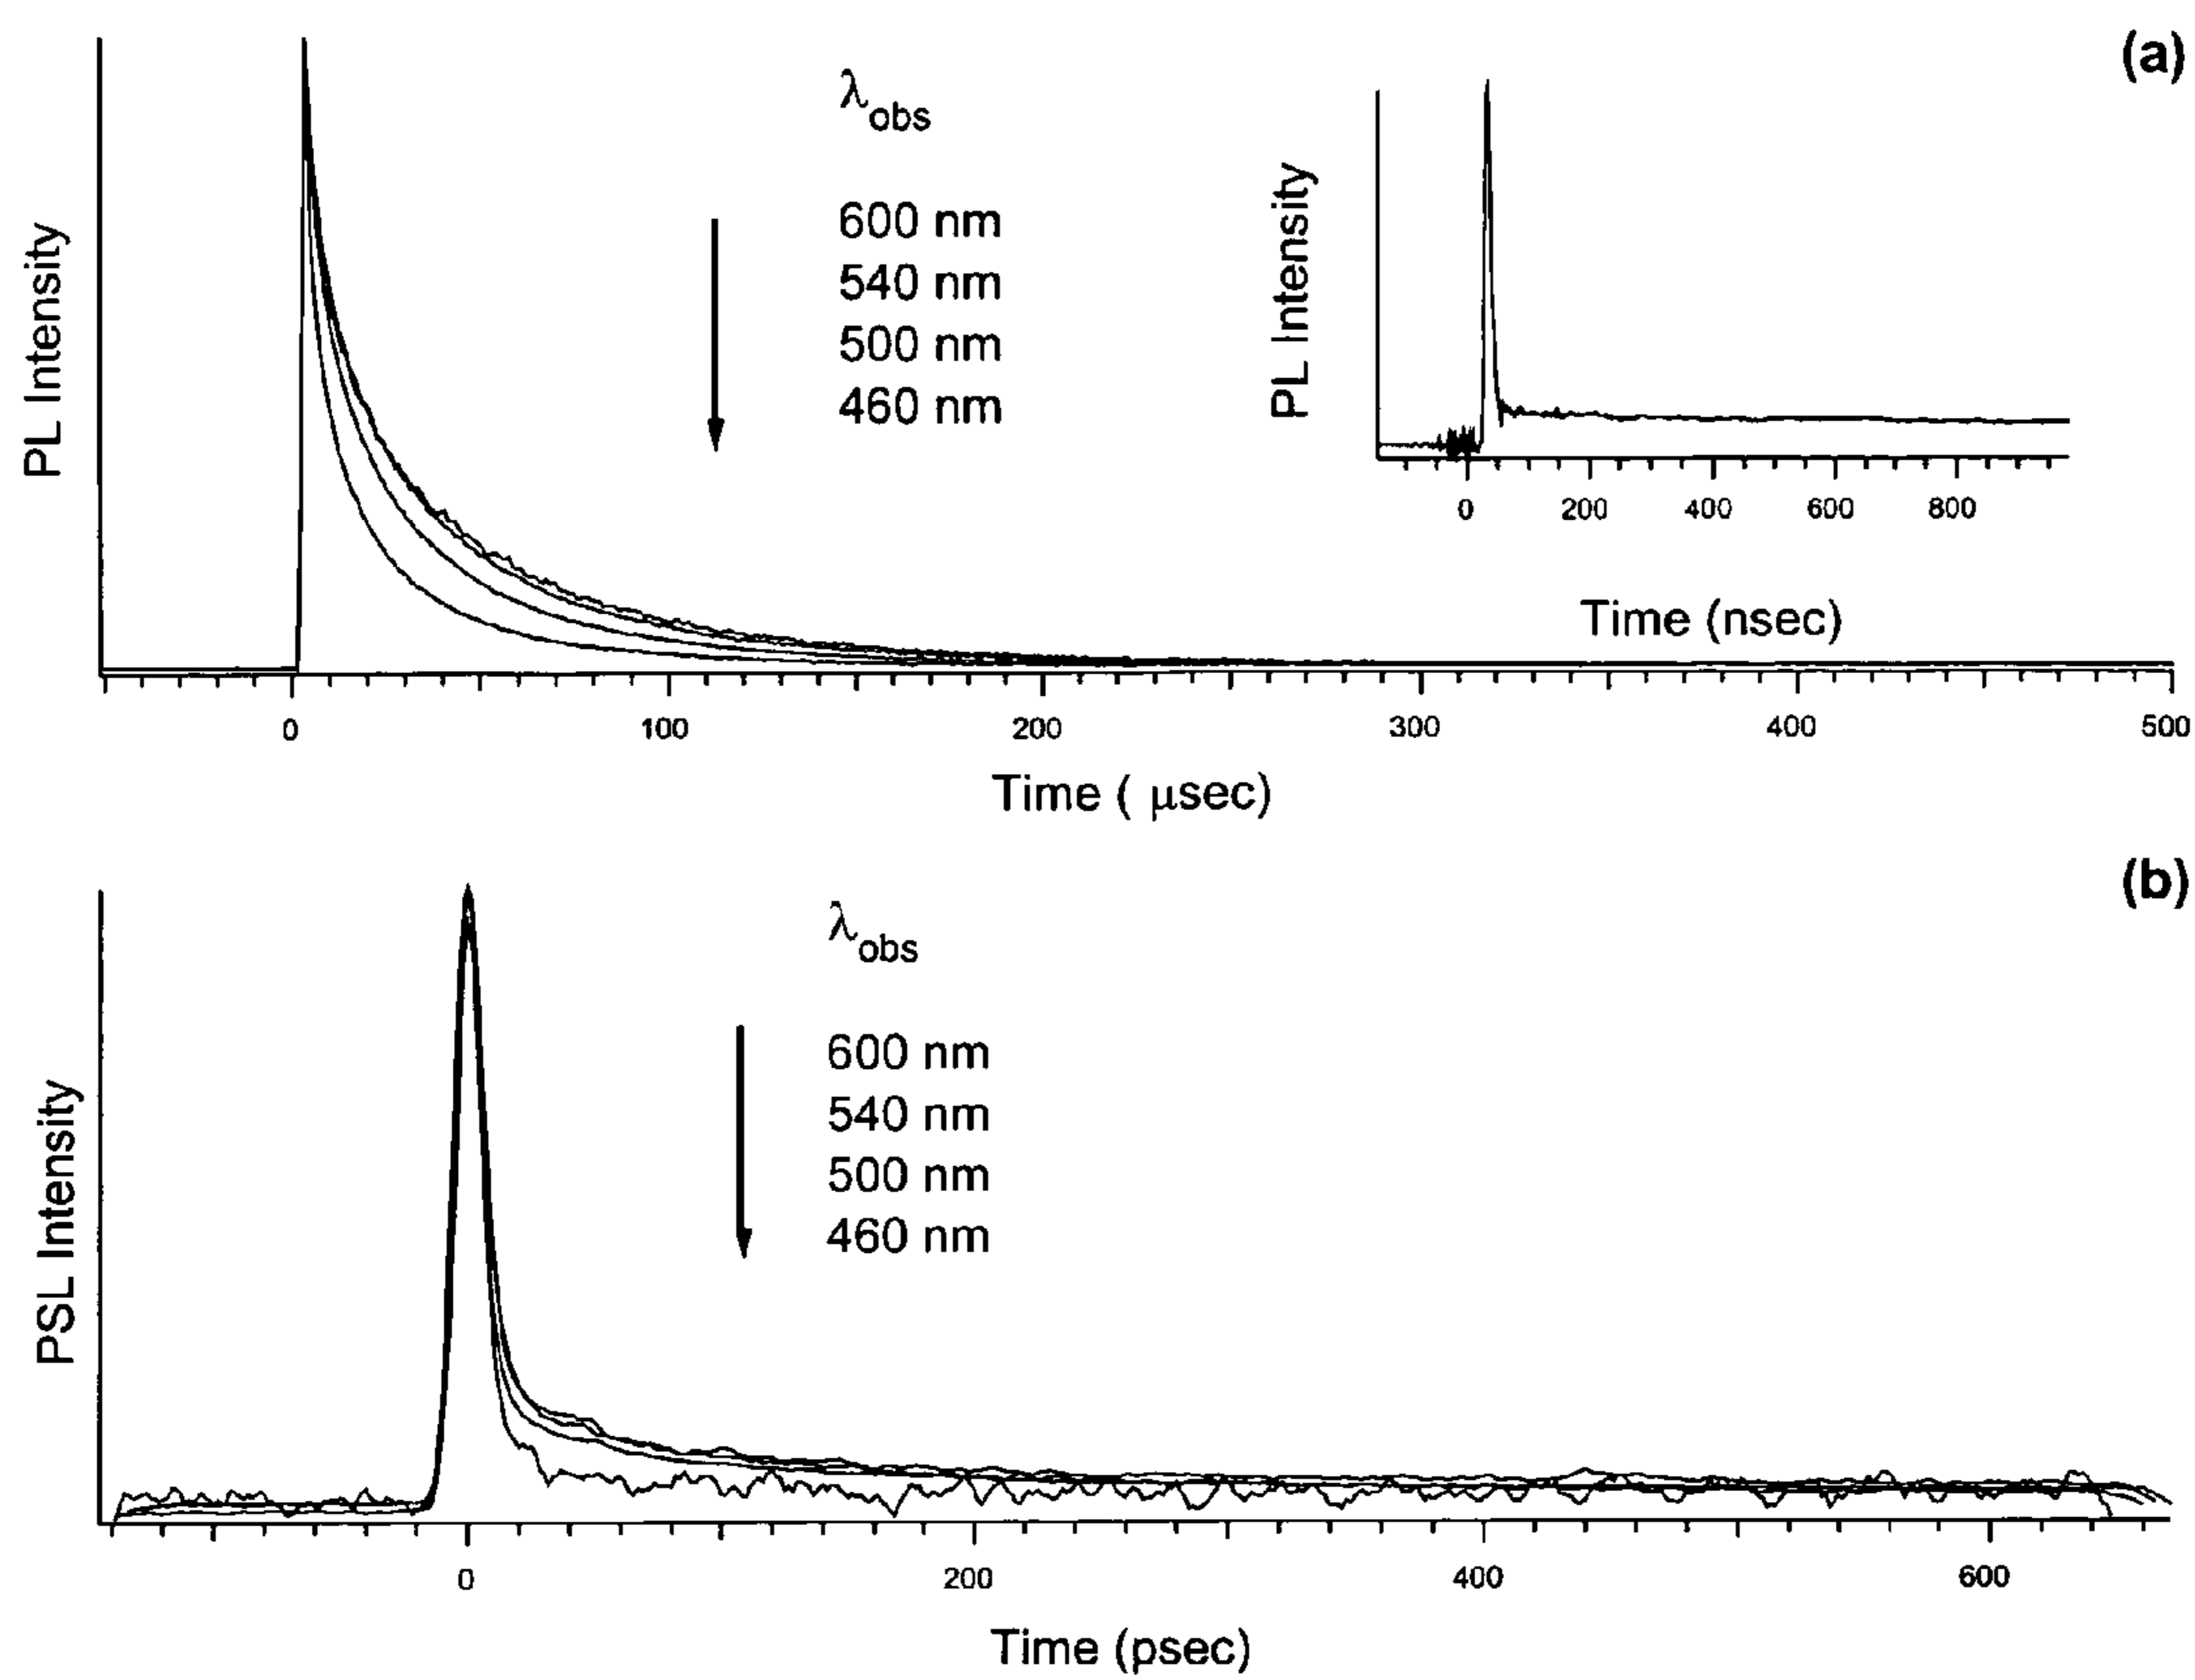 (a)
PL Intensity
λobs
600 nm
540 nm
500 nm
460 nm
PL Intensity
0 200 400 600 800
Time (nsec)
0 100 200 300 400 500
Time ( μsec)
(b)
PSL Intensity
λobs
600 nm
540 nm
500 nm
460 nm
0 200 400 600
Time (psec)